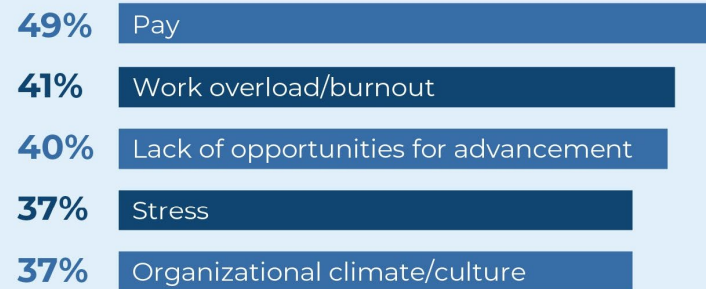 49% Pay
41% Work overload/burnout
40% Lack of opportunities for advancement
37% Stress
37% Organizational climate/culture